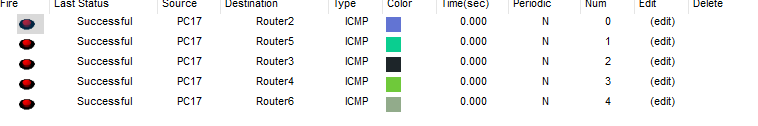 Fire Last Status Source Destination Type Color Time(sec) Periodic Num Edit Delete
Successful PC17 Router2 ICMP 0.000 N 0 (edit)
Successful PC17 Router5 ICMP 0.000 N 1 (edit)
Successful PC17 Router3 ICMP 0.000 N 2 (edit)
Successful PC17 Router4 ICMP 0.000 N 3 (edit)
Successful PC17 Router6 ICMP 0.000 N 4 (edit)